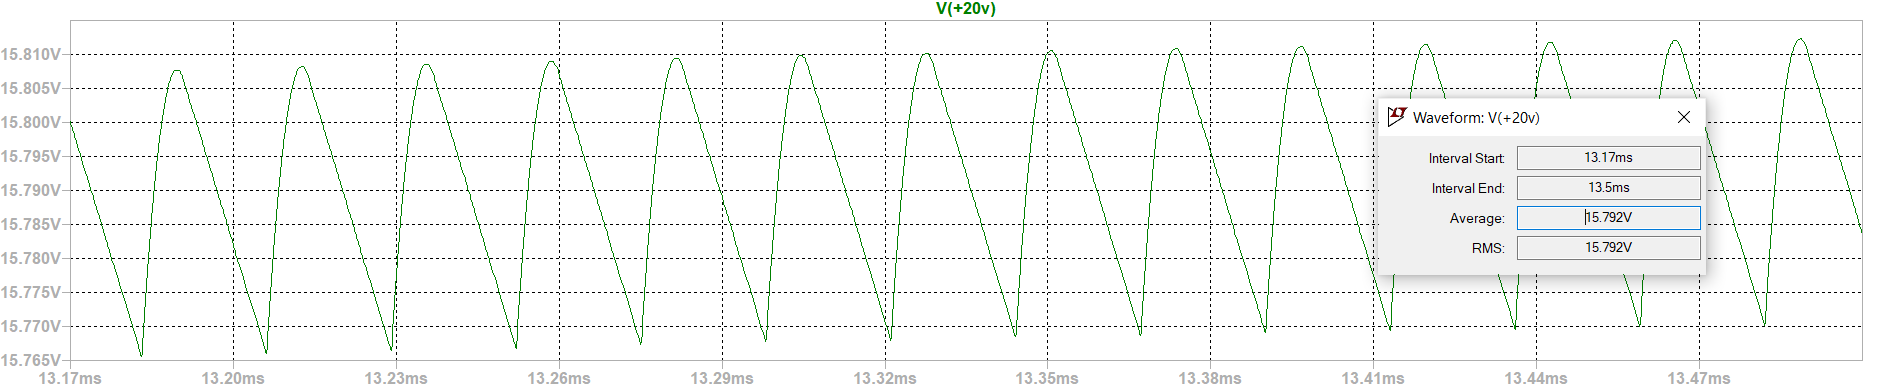 V(+20v)
15.810V
15.805V
15.800V
15.795V
15.790V
15.785V
15.780V
15.775V
15.770V
15.765V
13.17ms 13.20ms 13.23ms 13.26ms 13.29ms 13.32ms 13.35ms 13.38ms 13.41ms 13.44ms 13.47ms
Waveform: V(+20v)
Interval Start: 13.17ms
Interval End: 13.5ms
Average: 15.792V
RMS: 15.792V